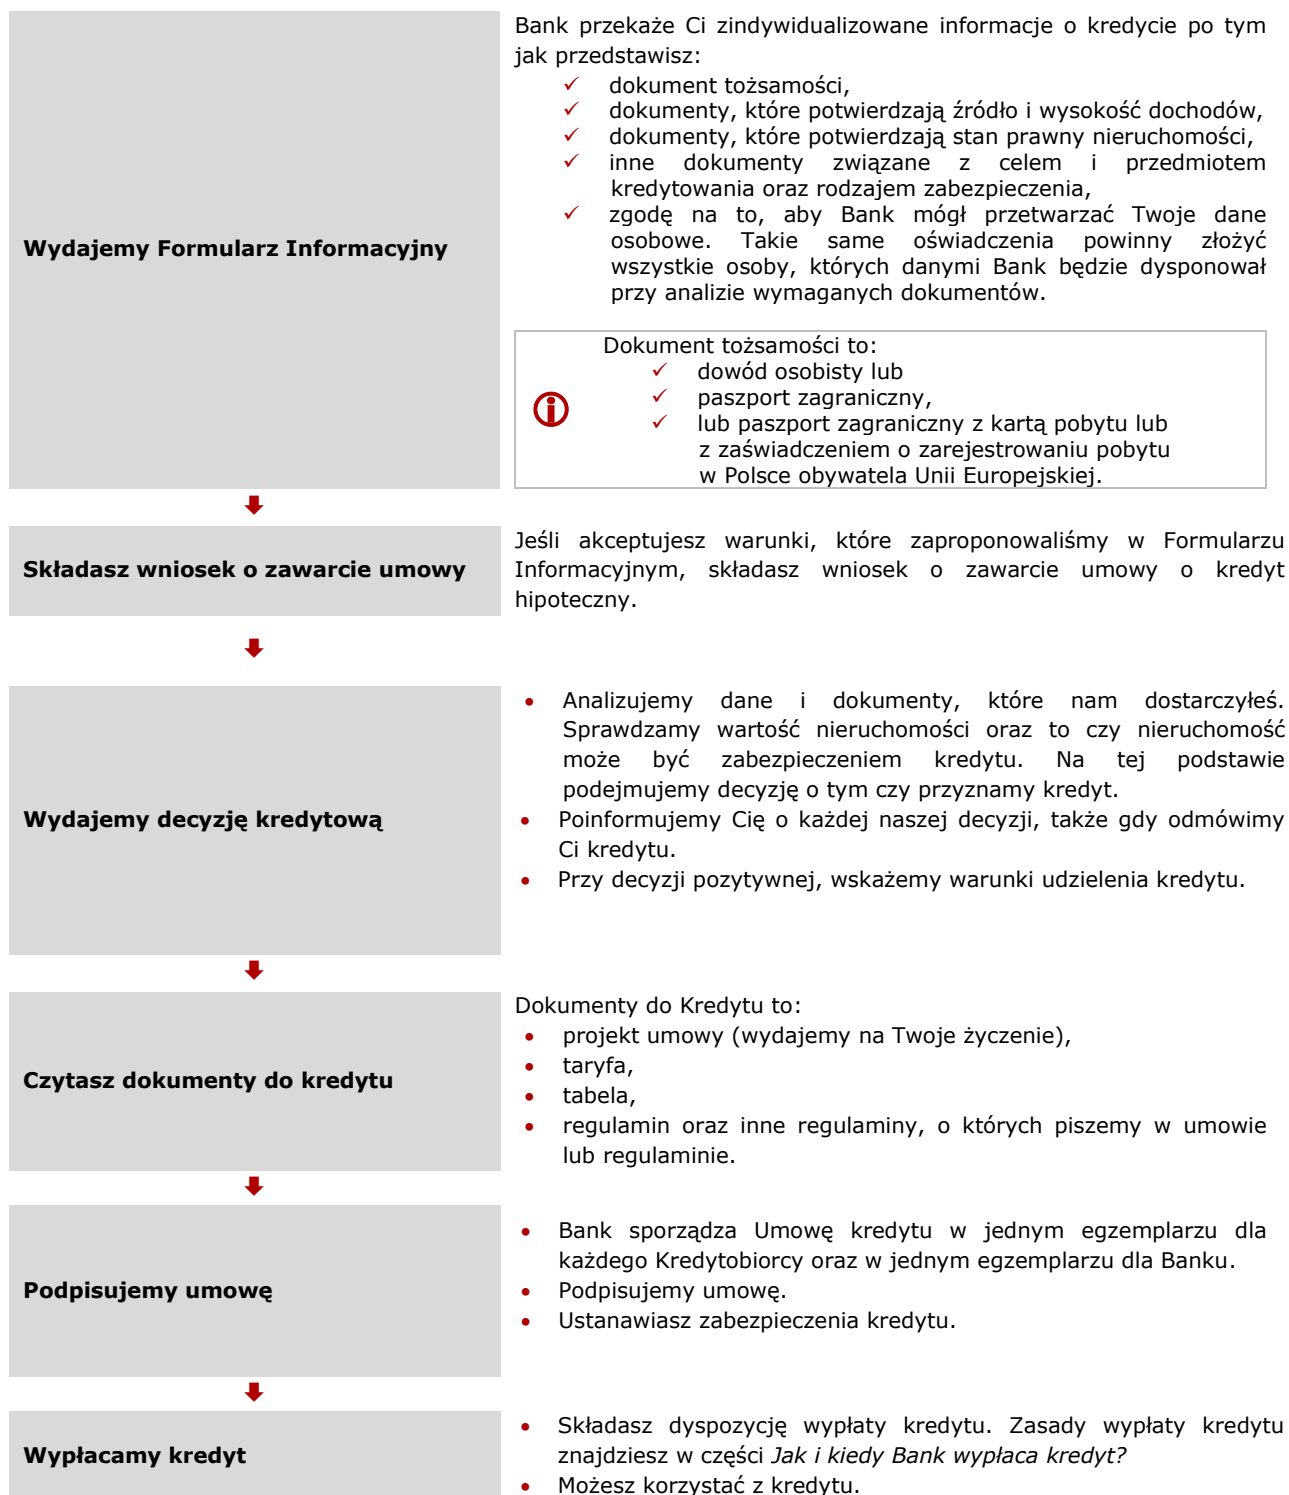 Bank przekaże Ci zindywidualizowane informacje o kredycie po tym
jak przedstawisz:
✓ dokument tożsamości,
✓ dokumenty, które potwierdzają źródło i wysokość dochodów,
✓ dokumenty, które potwierdzają stan prawny nieruchomości,
✓ inne dokumenty związane z celem i przedmiotem
kredytowania oraz rodzajem zabezpieczenia,
✓ zgodę na to, aby Bank mógł przetwarzać Twoje dane
osobowe. Takie same oświadczenia powinny złożyć
wszystkie osoby, których danymi Bank będzie dysponował
przy analizie wymaganych dokumentów.
Wydajemy Formularz Informacyjny
Dokument tożsamości to:
✓ dowód osobisty lub
✓ paszport zagraniczny,
✓ lub paszport zagraniczny z kartą pobytu lub
z zaświadczeniem o zarejestrowaniu pobytu
w Polsce obywatela Unii Europejskiej.
Składasz wniosek o zawarcie umowy
Jeśli akceptujesz warunki, które zaproponowaliśmy w Formularzu
Informacyjnym, składasz wniosek o zawarcie umowy o kredyt
hipoteczny.
Wydajemy decyzję kredytową
• Analizujemy dane i dokumenty, które nam dostarczyłeś.
Sprawdzamy wartość nieruchomości oraz to czy nieruchomość
może być zabezpieczeniem kredytu. Na tej podstawie
podejmujemy decyzję o tym czy przyznamy kredyt.
• Poinformujemy Cię o każdej naszej decyzji, także gdy odmówimy
Ci kredytu.
• Przy decyzji pozytywnej, wskażemy warunki udzielenia kredytu.
Czytasz dokumenty do kredytu
Dokumenty do Kredytu to:
• projekt umowy (wydajemy na Twoje życzenie),
• taryfa,
• tabela,
• regulamin oraz inne regulaminy, o których piszemy w umowie
lub regulaminie.
Podpisujemy umowę
• Bank sporządza Umowę kredytu w jednym egzemplarzu dla
każdego Kredytobiorcy oraz w jednym egzemplarzu dla Banku.
• Podpisujemy umowę.
• Ustanawiasz zabezpieczenia kredytu.
Wypłacamy kredyt
• Składasz dyspozycję wypłaty kredytu. Zasady wypłaty kredytu
znajdziesz w części Jak i kiedy Bank wypłaca kredyt?
• Możesz korzystać z kredytu.